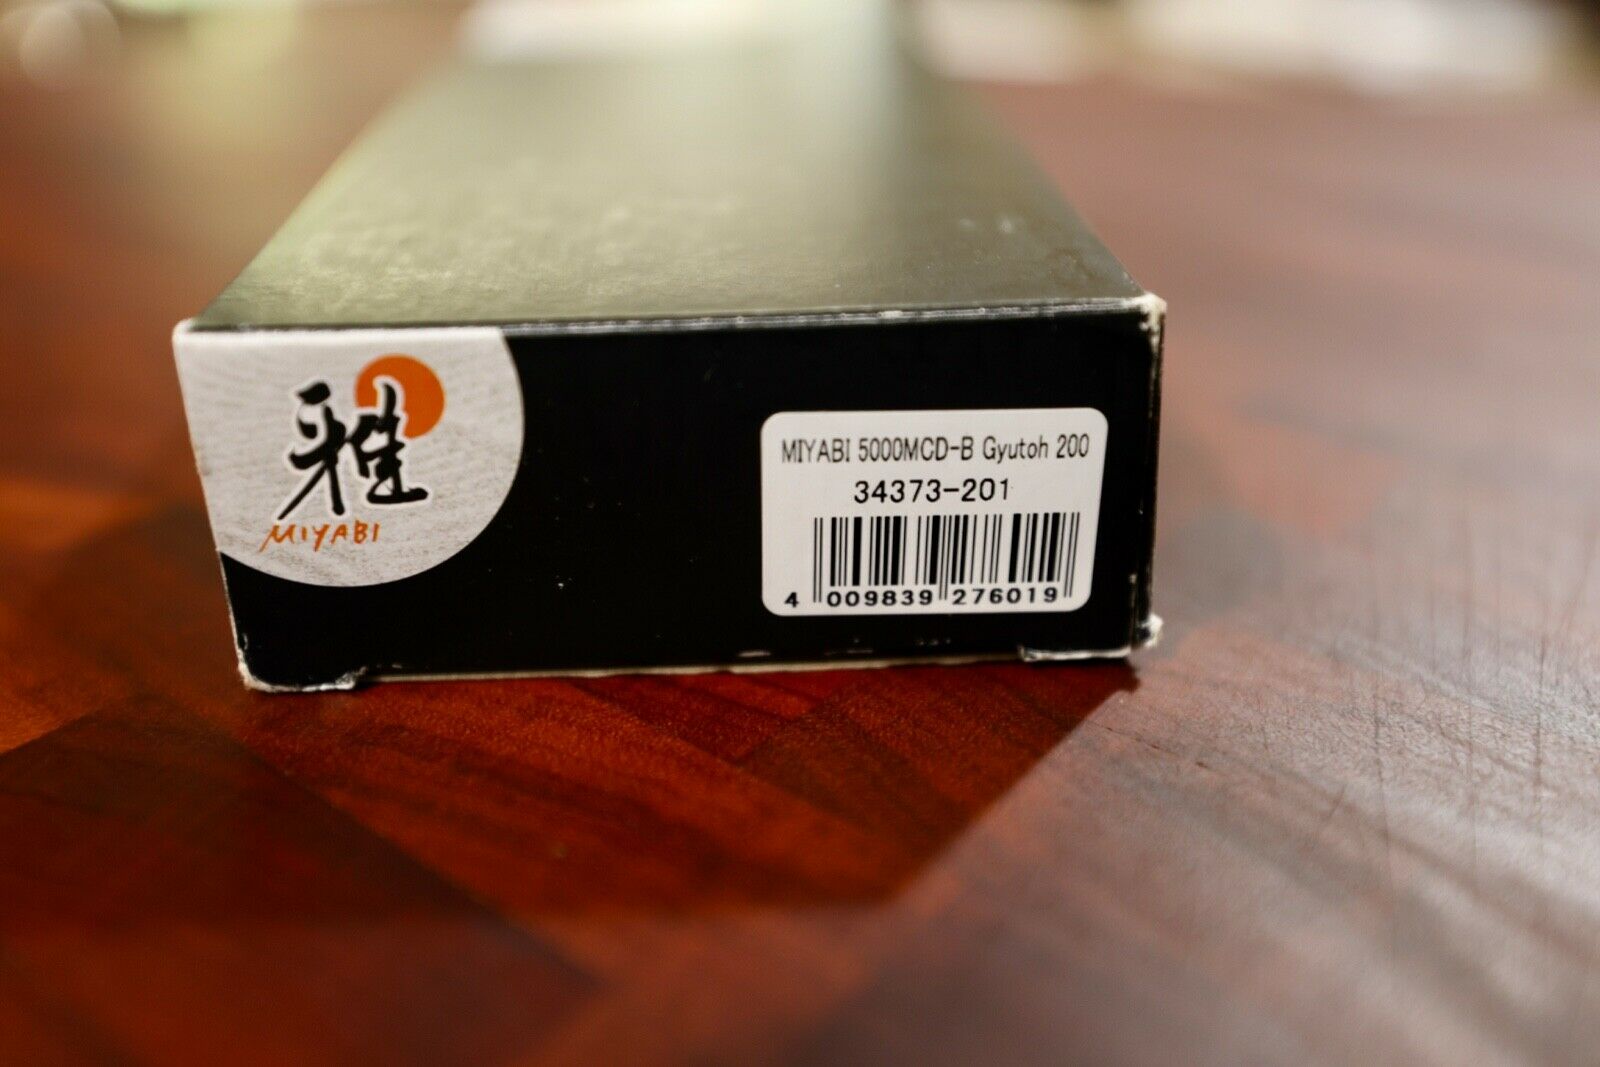 雅
MIYABI
MIYABI 5000MCD-B Gyutoh 200
34373-201
4 009839 276019